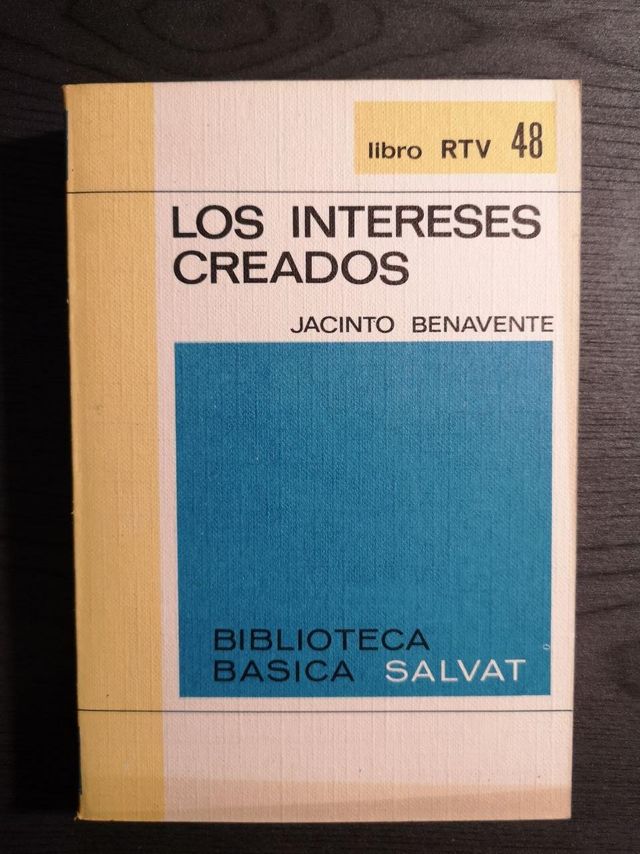 libro RTV 48
LOS INTERESES
CREADOS
JACINTO BENAVENTE
BIBLIOTECA
BASICA SALVAT